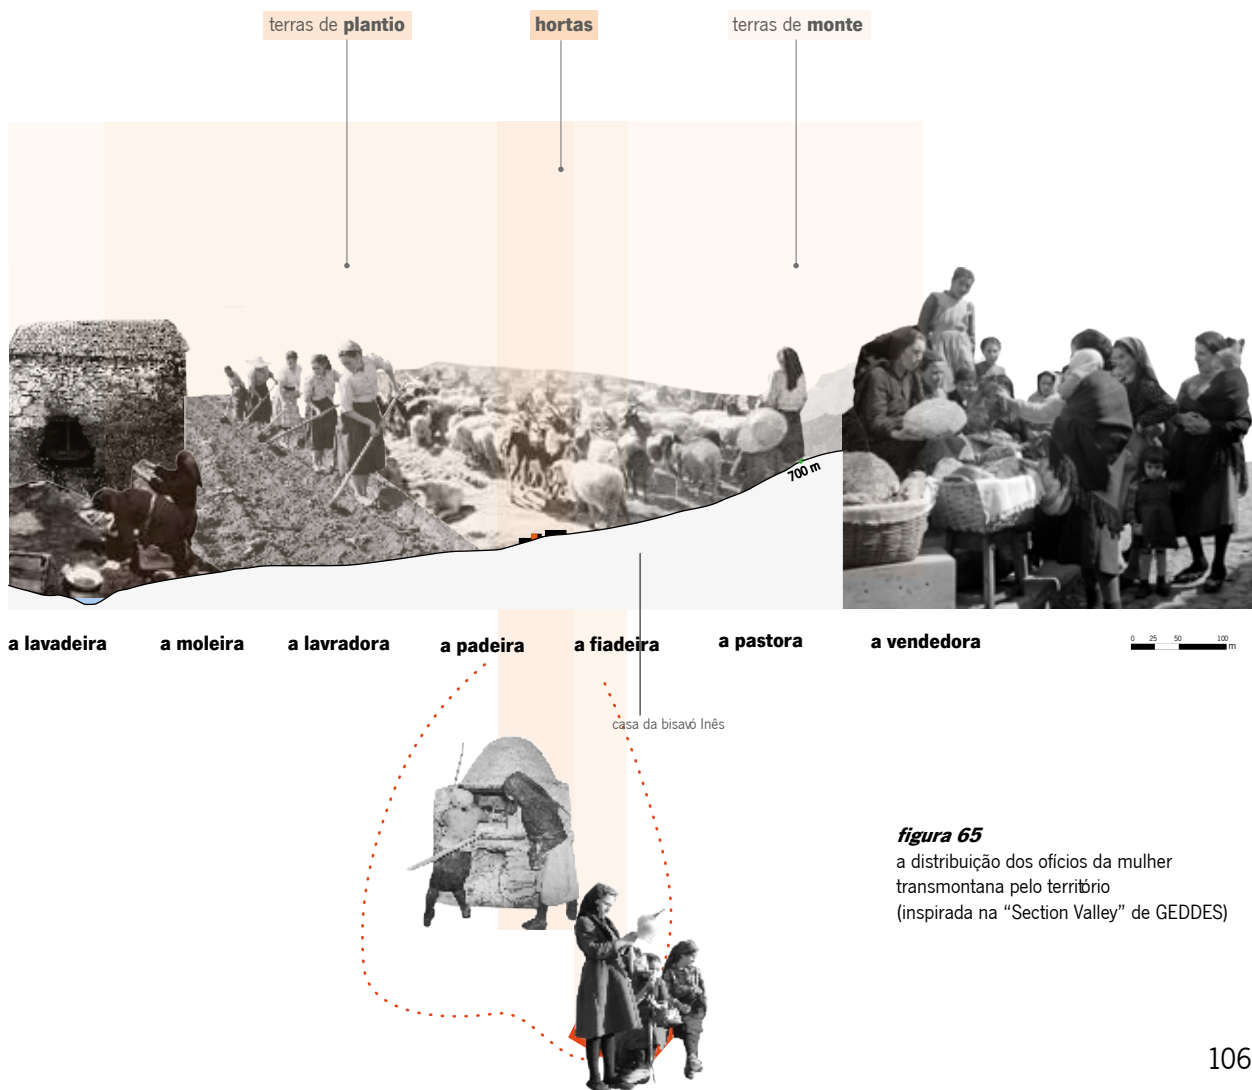 terras de plantio
hortas
terras de monte
700 m
a lavadeira
a moleira
a lavradora
a padeira
a fiadeira
a pastora
a vendedora
0 25 50 100
m
casa da bisavó Inês
figura 65
a distribuição dos ofícios da mulher
transmontana pelo território
(inspirada na “Section Valley” de GEDDES)
106